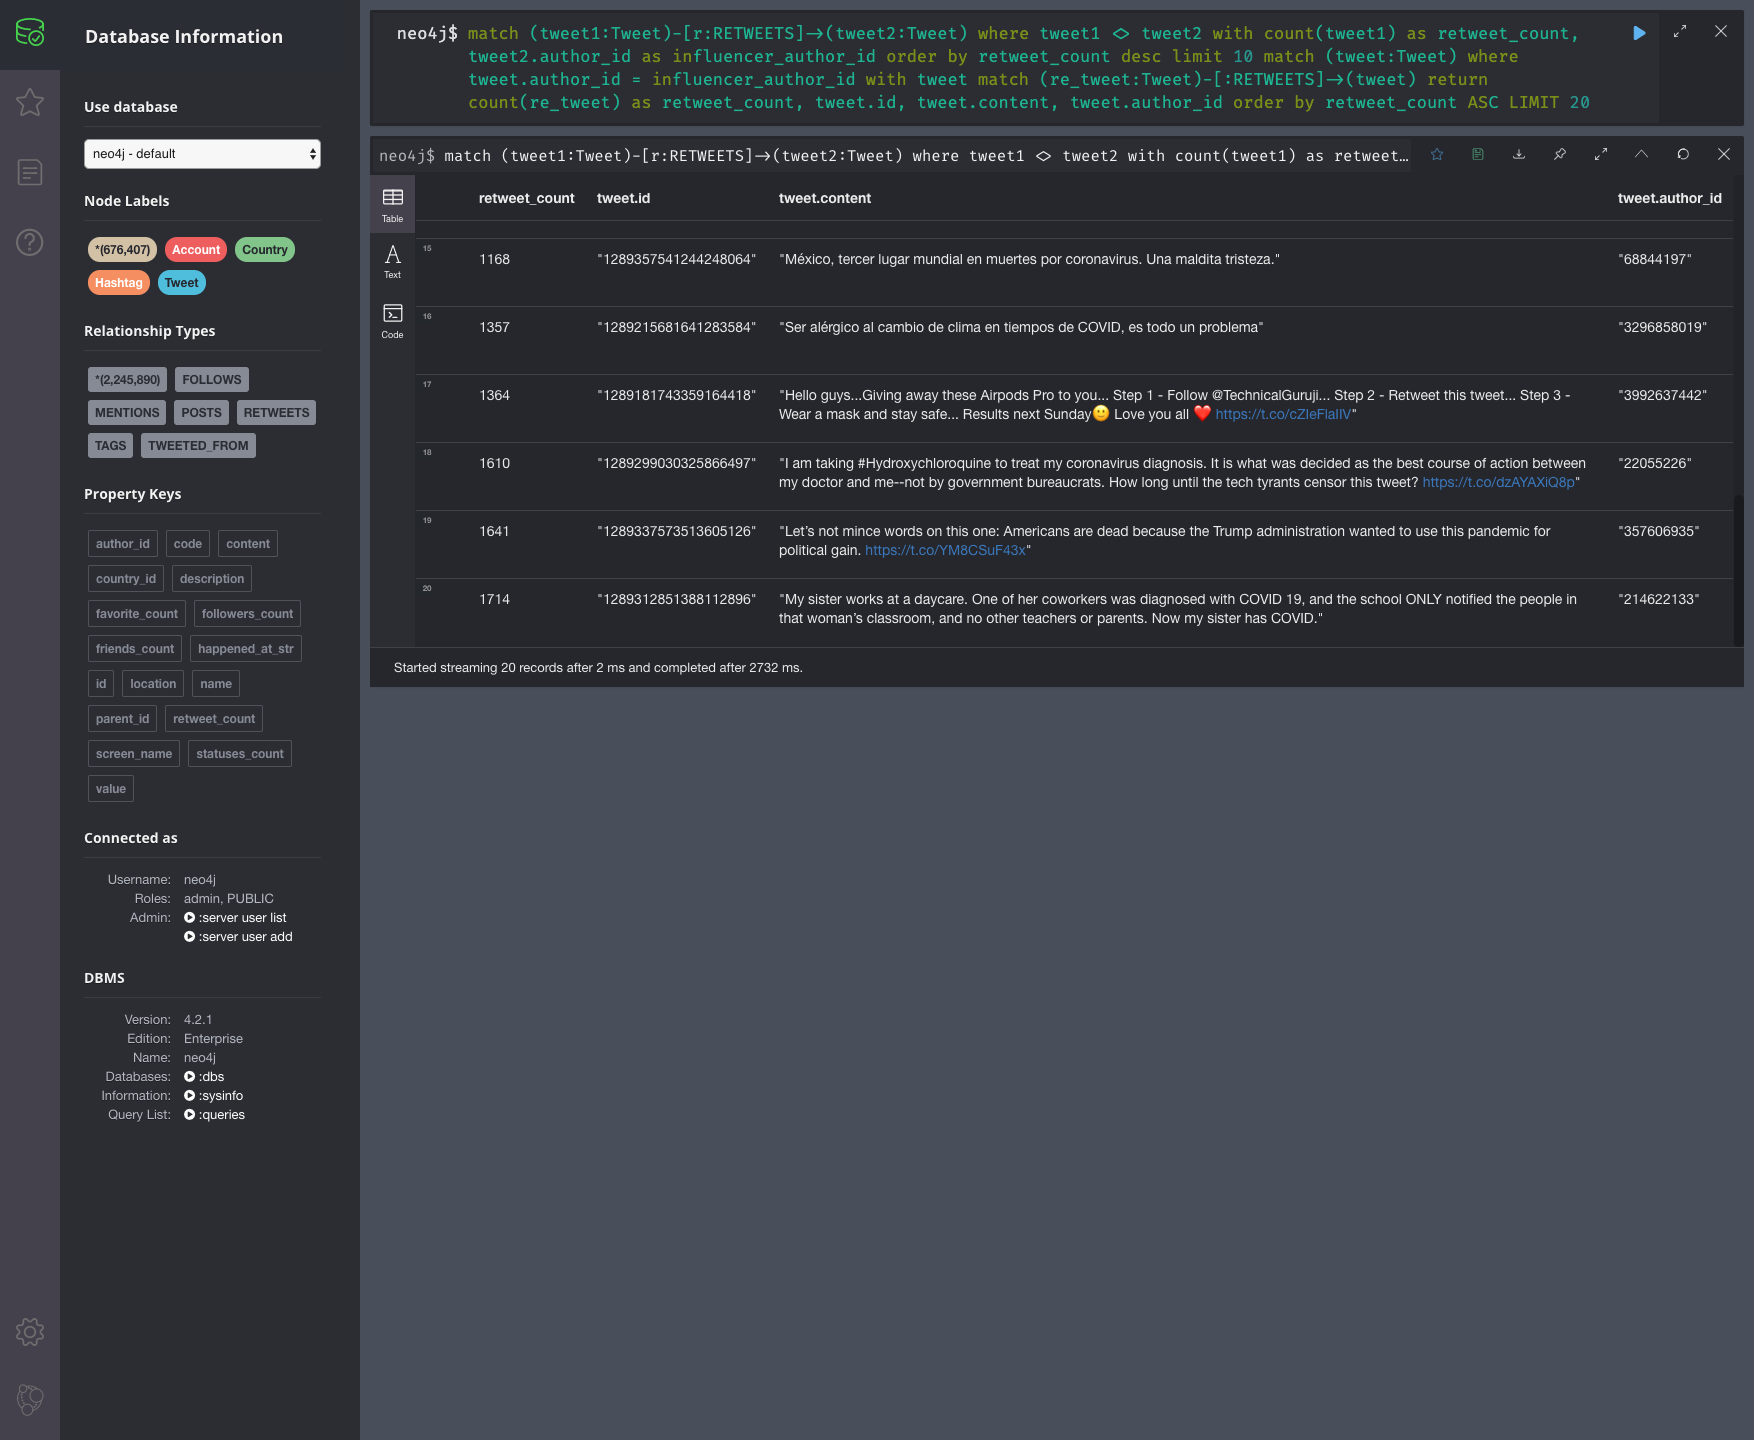 Database Information
Use database
neo4j - default
Node Labels
*(676,407) Account Country
Hashtag Tweet
Relationship Types
*(2,245,890) FOLLOWS
MENTIONS POSTS RETWEETS
TAGS TWEETED_FROM
Property Keys
author_id code content
country_id description
favorite_count followers_count
friends_count happened_at_str
id location name
parent_id retweet_count
screen_name statuses_count
value
Connected as
Username: neo4j
Roles: admin, PUBLIC
Admin: :server user list
:server user add
DBMS
Version: 4.2.1
Edition: Enterprise
Name: neo4j
Databases: :dbs
Information: :sysinfo
Query List: :queries
neo4j$ match (tweet1:Tweet)-[r:RETWEETS]->(tweet2:Tweet) where tweet1 <> tweet2 with count(tweet1) as retweet_count,
tweet2.author_id as influencer_author_id order by retweet_count desc limit 10 match (tweet:Tweet) where
tweet.author_id = influencer_author_id with tweet match (re_tweet:Tweet)-[:RETWEETS]->(tweet) return
count(re_tweet) as retweet_count, tweet.id, tweet.content, tweet.author_id order by retweet_count ASC LIMIT 20
neo4j$ match (tweet1:Tweet)-[r:RETWEETS]->(tweet2:Tweet) where tweet1 <> tweet2 with count(tweet1) as retweet…
Table
Text
Code
retweet_count tweet.id tweet.content tweet.author_id
15
1168 "1289357541244248064" "México, tercer lugar mundial en muertes por coronavirus. Una maldita tristeza." "68844197"
16
1357 "1289215681641283584" "Ser alérgico al cambio de clima en tiempos de COVID, es todo un problema" "3296858019"
17
1364 "1289181743359164418" "Hello guys...Giving away these Airpods Pro to you... Step 1 - Follow @TechnicalGuruji... Step 2 - Retweet this tweet... Step 3 - "3992637442"
Wear a mask and stay safe... Results next Sunday🙂 Love you all ❤️ https://t.co/cZIeFlaIIV"
18
1610 "1289299030325866497" "I am taking #Hydroxychloroquine to treat my coronavirus diagnosis. It is what was decided as the best course of action between "22055226"
my doctor and me--not by government bureaucrats. How long until the tech tyrants censor this tweet? https://t.co/dzAYAXlQ8p"
19
1641 "1289337573513605126" "Let’s not mince words on this one: Americans are dead because the Trump administration wanted to use this pandemic for "357606935"
political gain. https://t.co/YM8CSuF43x"
20
1714 "1289312851388112896" "My sister works at a daycare. One of her coworkers was diagnosed with COVID 19, and the school ONLY notified the people in "214622133"
that woman’s classroom, and no other teachers or parents. Now my sister has COVID."
Started streaming 20 records after 2 ms and completed after 2732 ms.